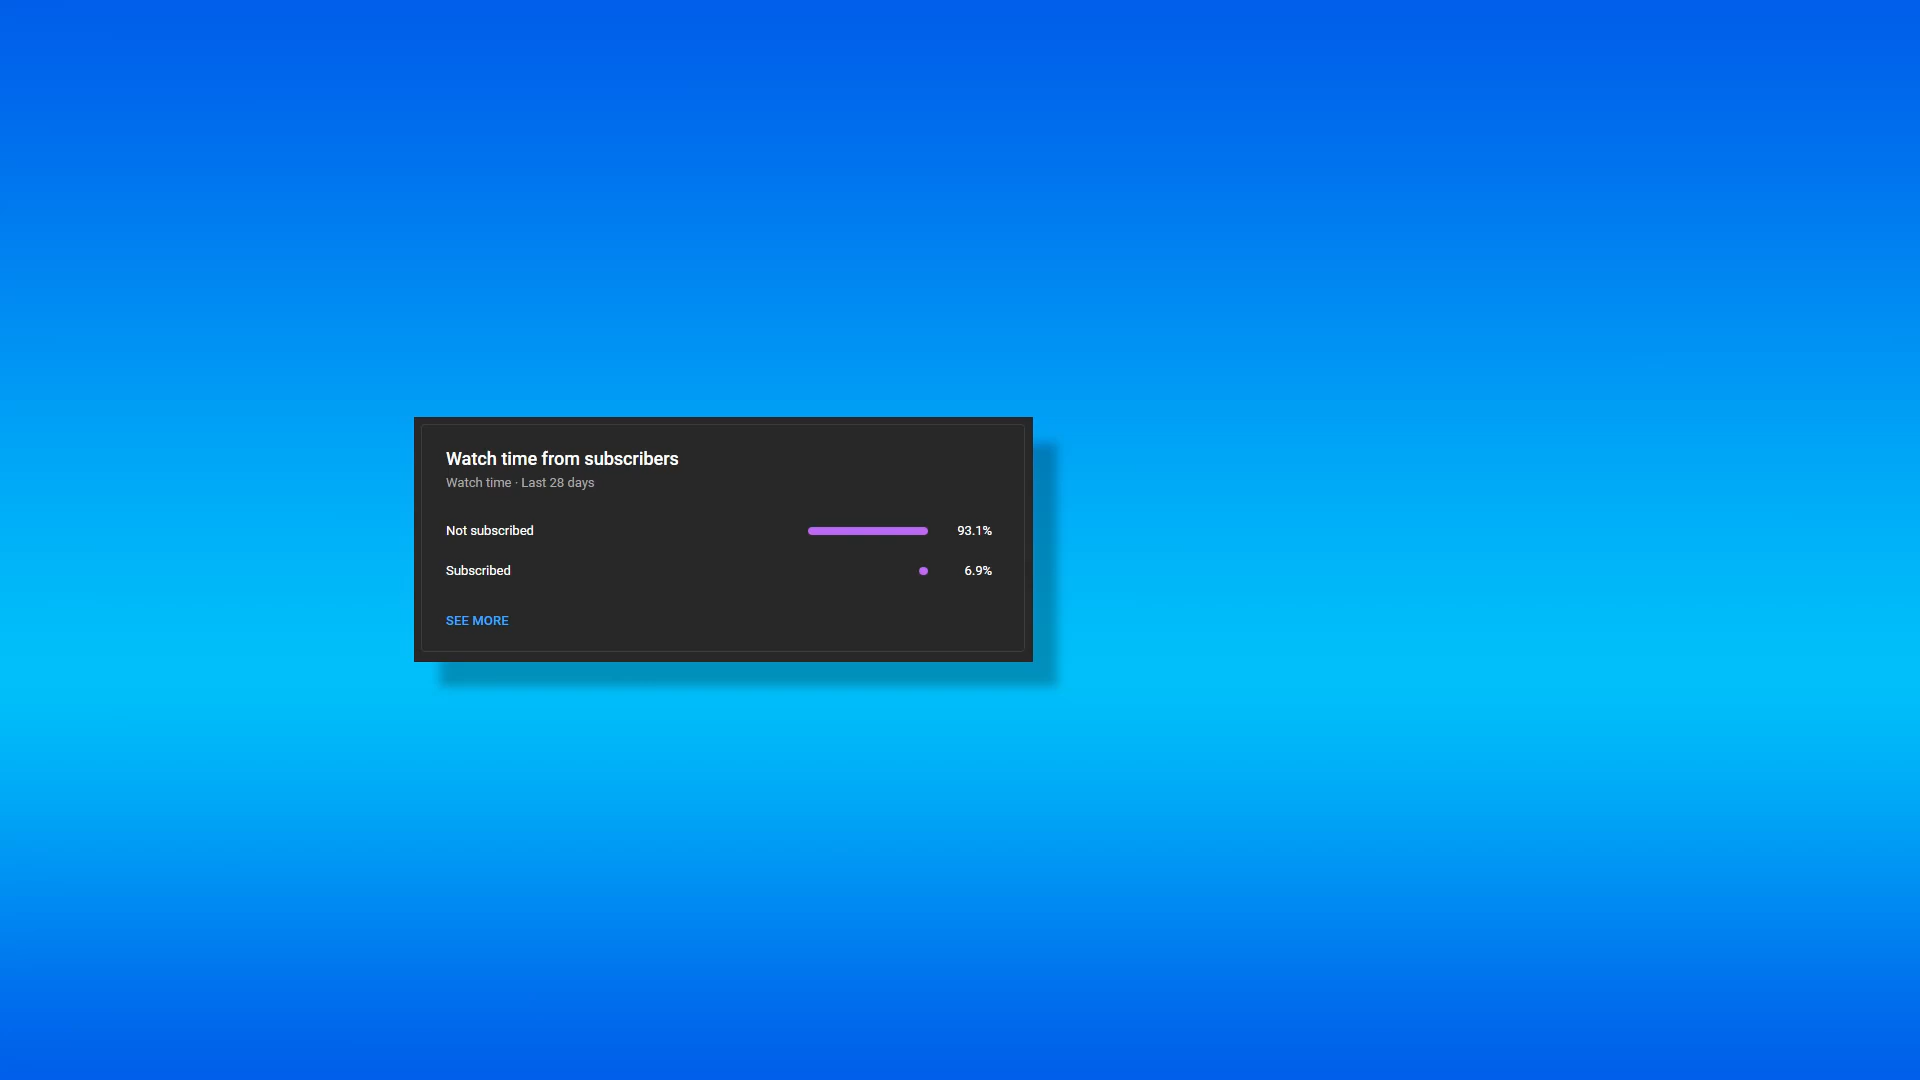 Watch time from subscribers
Watch time · Last 28 days
Not subscribed 93.1%
Subscribed 6.9%
SEE MORE